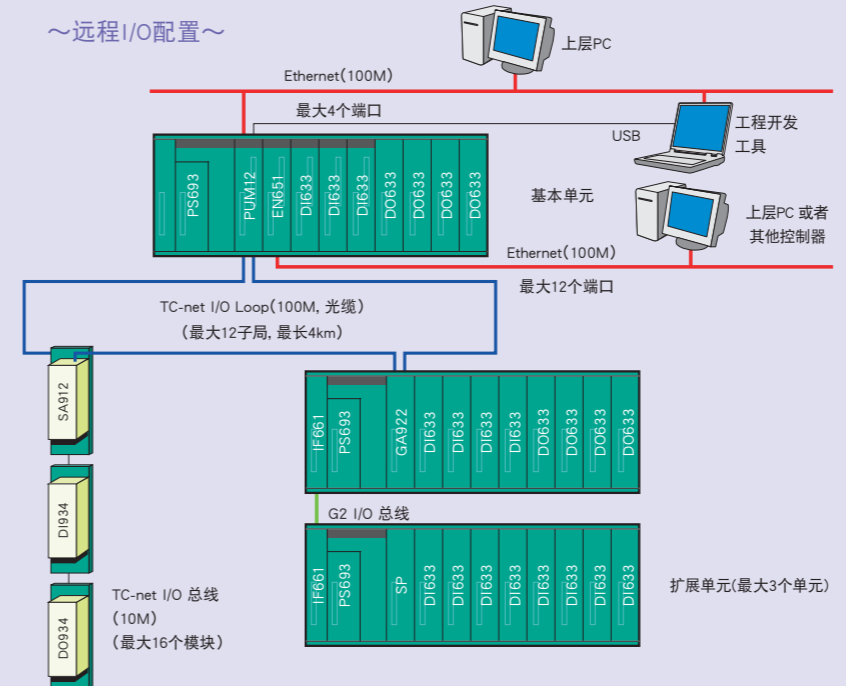 ～远程I/O配置～
上层PC
Ethernet(100M)
最大4个端口
USB
工程开发
工具
PS693
PUM12
EN651
DI633
DI633
DI633
DO633
DO633
DO633
DO633
基本单元
上层PC 或者
其他控制器
Ethernet(100M)
最大12个端口
TC-net I/O Loop(100M, 光缆)
(最大12子局, 最长4km)
SA912
DI934
DO934
IF661
PS693
GA922
DI633
DI633
DI633
DI633
DO633
DO633
DO633
DO633
G2 I/O 总线
IF661
PS693
SP
DI633
DI633
DI633
DI633
DI633
DI633
DI633
DI633
扩展单元(最大3个单元)
TC-net I/O 总线
(10M)
(最大16个模块)